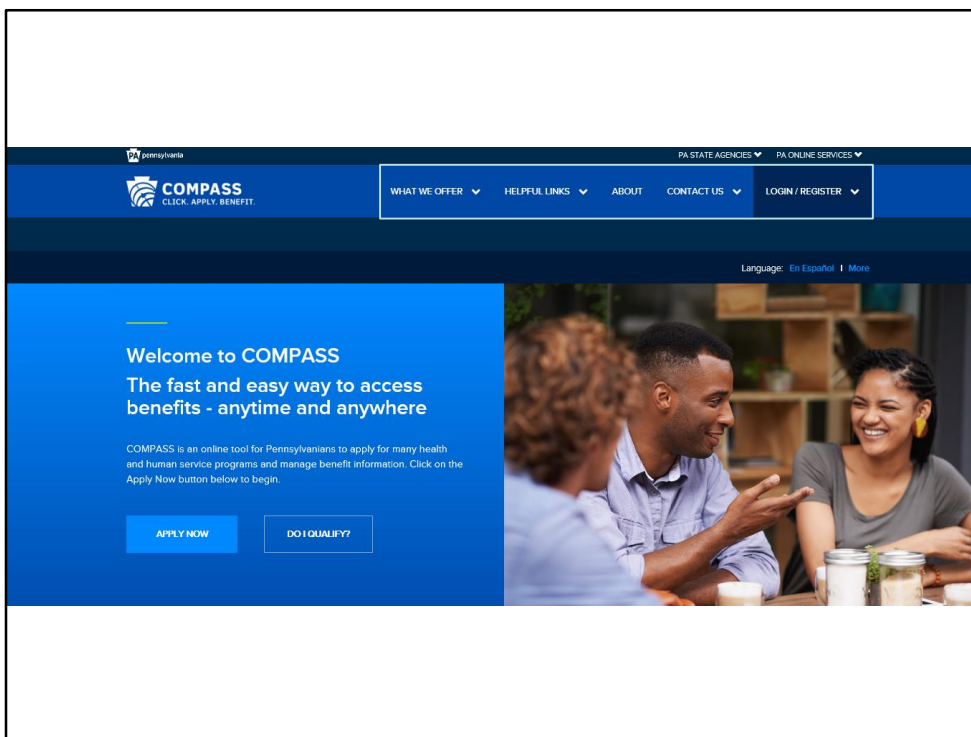 PA pennsylvania
PA STATE AGENCIES PA ONLINE SERVICES
COMPASS
CLICK. APPLY. BENEFIT.
WHAT WE OFFER HELPFUL LINKS ABOUT CONTACT US LOGIN / REGISTER
Language: En Español | More
Welcome to COMPASS
The fast and easy way to access
benefits - anytime and anywhere
COMPASS is an online tool for Pennsylvanians to apply for many health
and human service programs and manage benefit information. Click on the
Apply Now button below to begin.
APPLY NOW DO I QUALIFY?